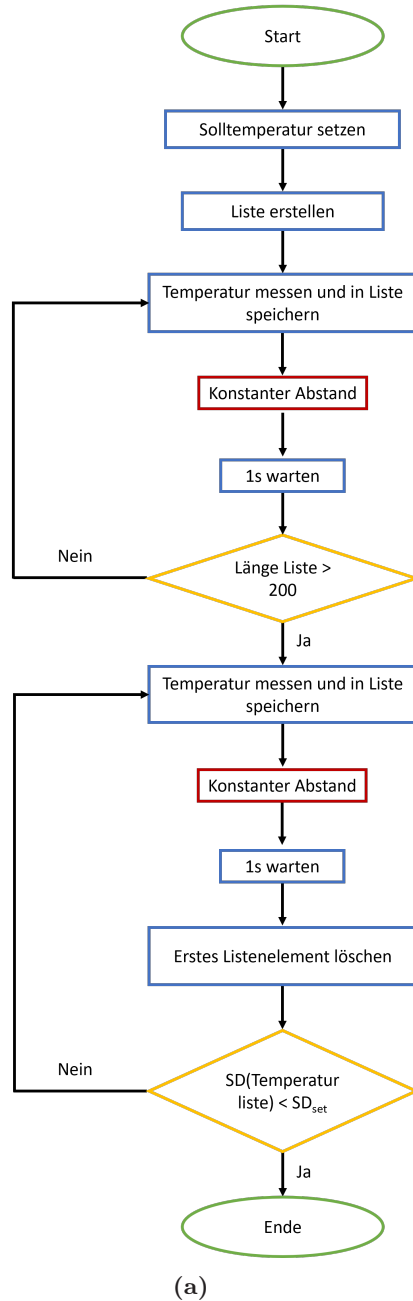 Start
Solltemperatur setzen
Liste erstellen
Temperatur messen und in Liste
speichern
Konstanter Abstand
1s warten
Länge Liste >
200
Nein
Ja
Temperatur messen und in Liste
speichern
Konstanter Abstand
1s warten
Erstes Listenelement löschen
Nein
SD(Temperatur
liste) < SDset
Ja
Ende
(a)